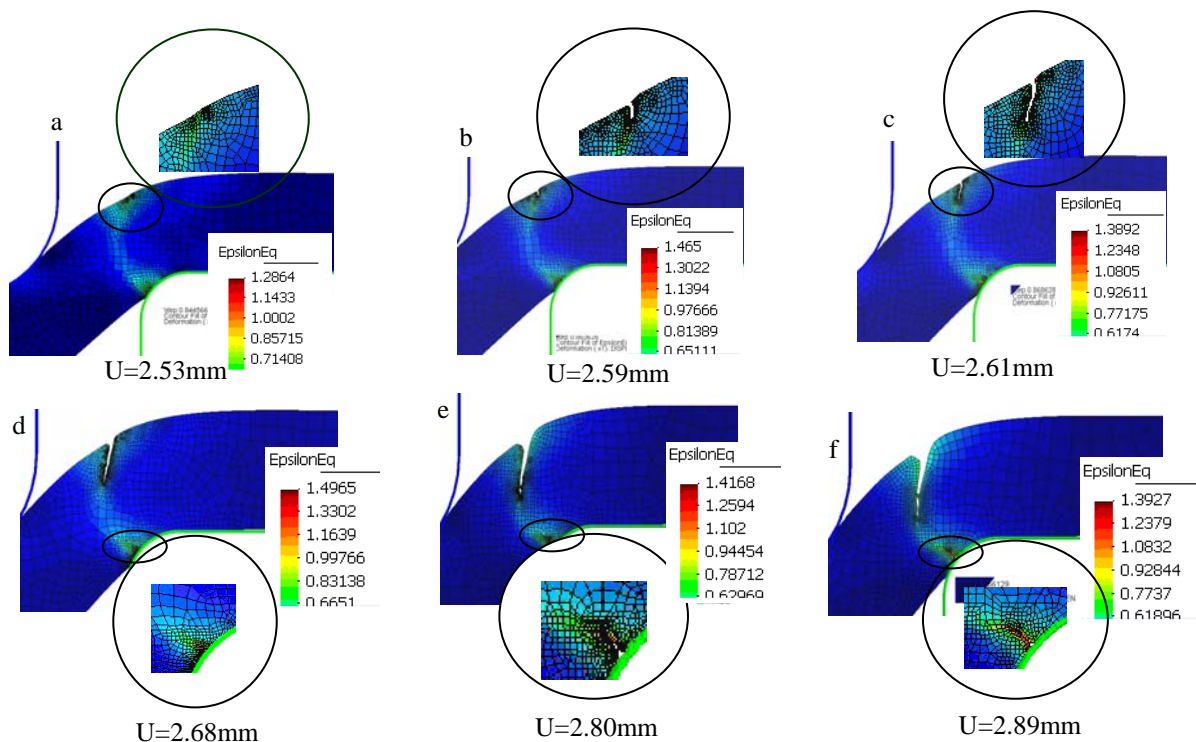 a
EpsilonEq
1.2864
1.1433
1.0002
0.85715
0.71408
U=2.53mm
b
EpsilonEq
1.465
1.3022
1.1394
0.97666
0.81389
0.65111
U=2.59mm
c
EpsilonEq
1.3892
1.2348
1.0805
0.92611
0.77175
0.6174
U=2.61mm
d
EpsilonEq
1.4965
1.3302
1.1639
0.99766
0.83138
0.6651
U=2.68mm
e
EpsilonEq
1.4168
1.2594
1.102
0.94454
0.78712
0.62969
U=2.80mm
f
EpsilonEq
1.3927
1.2379
1.0832
0.92844
0.7737
0.61896
U=2.89mm